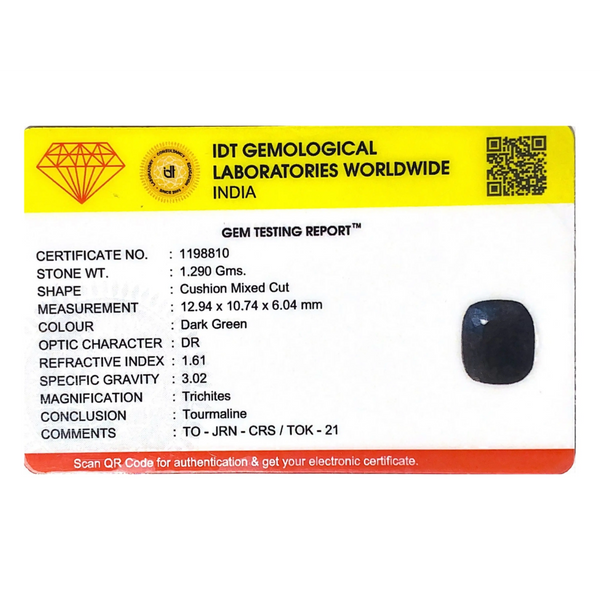 IDT GEMOLOGICAL
LABORATORIES WORLDWIDE
INDIA
idt
GEM TESTING REPORT™
CERTIFICATE NO. : 1198810
STONE WT. : 1.290 Gms.
SHAPE : Cushion Mixed Cut
MEASUREMENT : 12.94 x 10.74 x 6.04 mm
COLOUR : Dark Green
OPTIC CHARACTER : DR
REFRACTIVE INDEX : 1.61
SPECIFIC GRAVITY : 3.02
MAGNIFICATION : Trichites
CONCLUSION : Tourmaline
COMMENTS : TO - JRN - CRS / TOK - 21
Scan QR Code for authentication & get your electronic certificate.